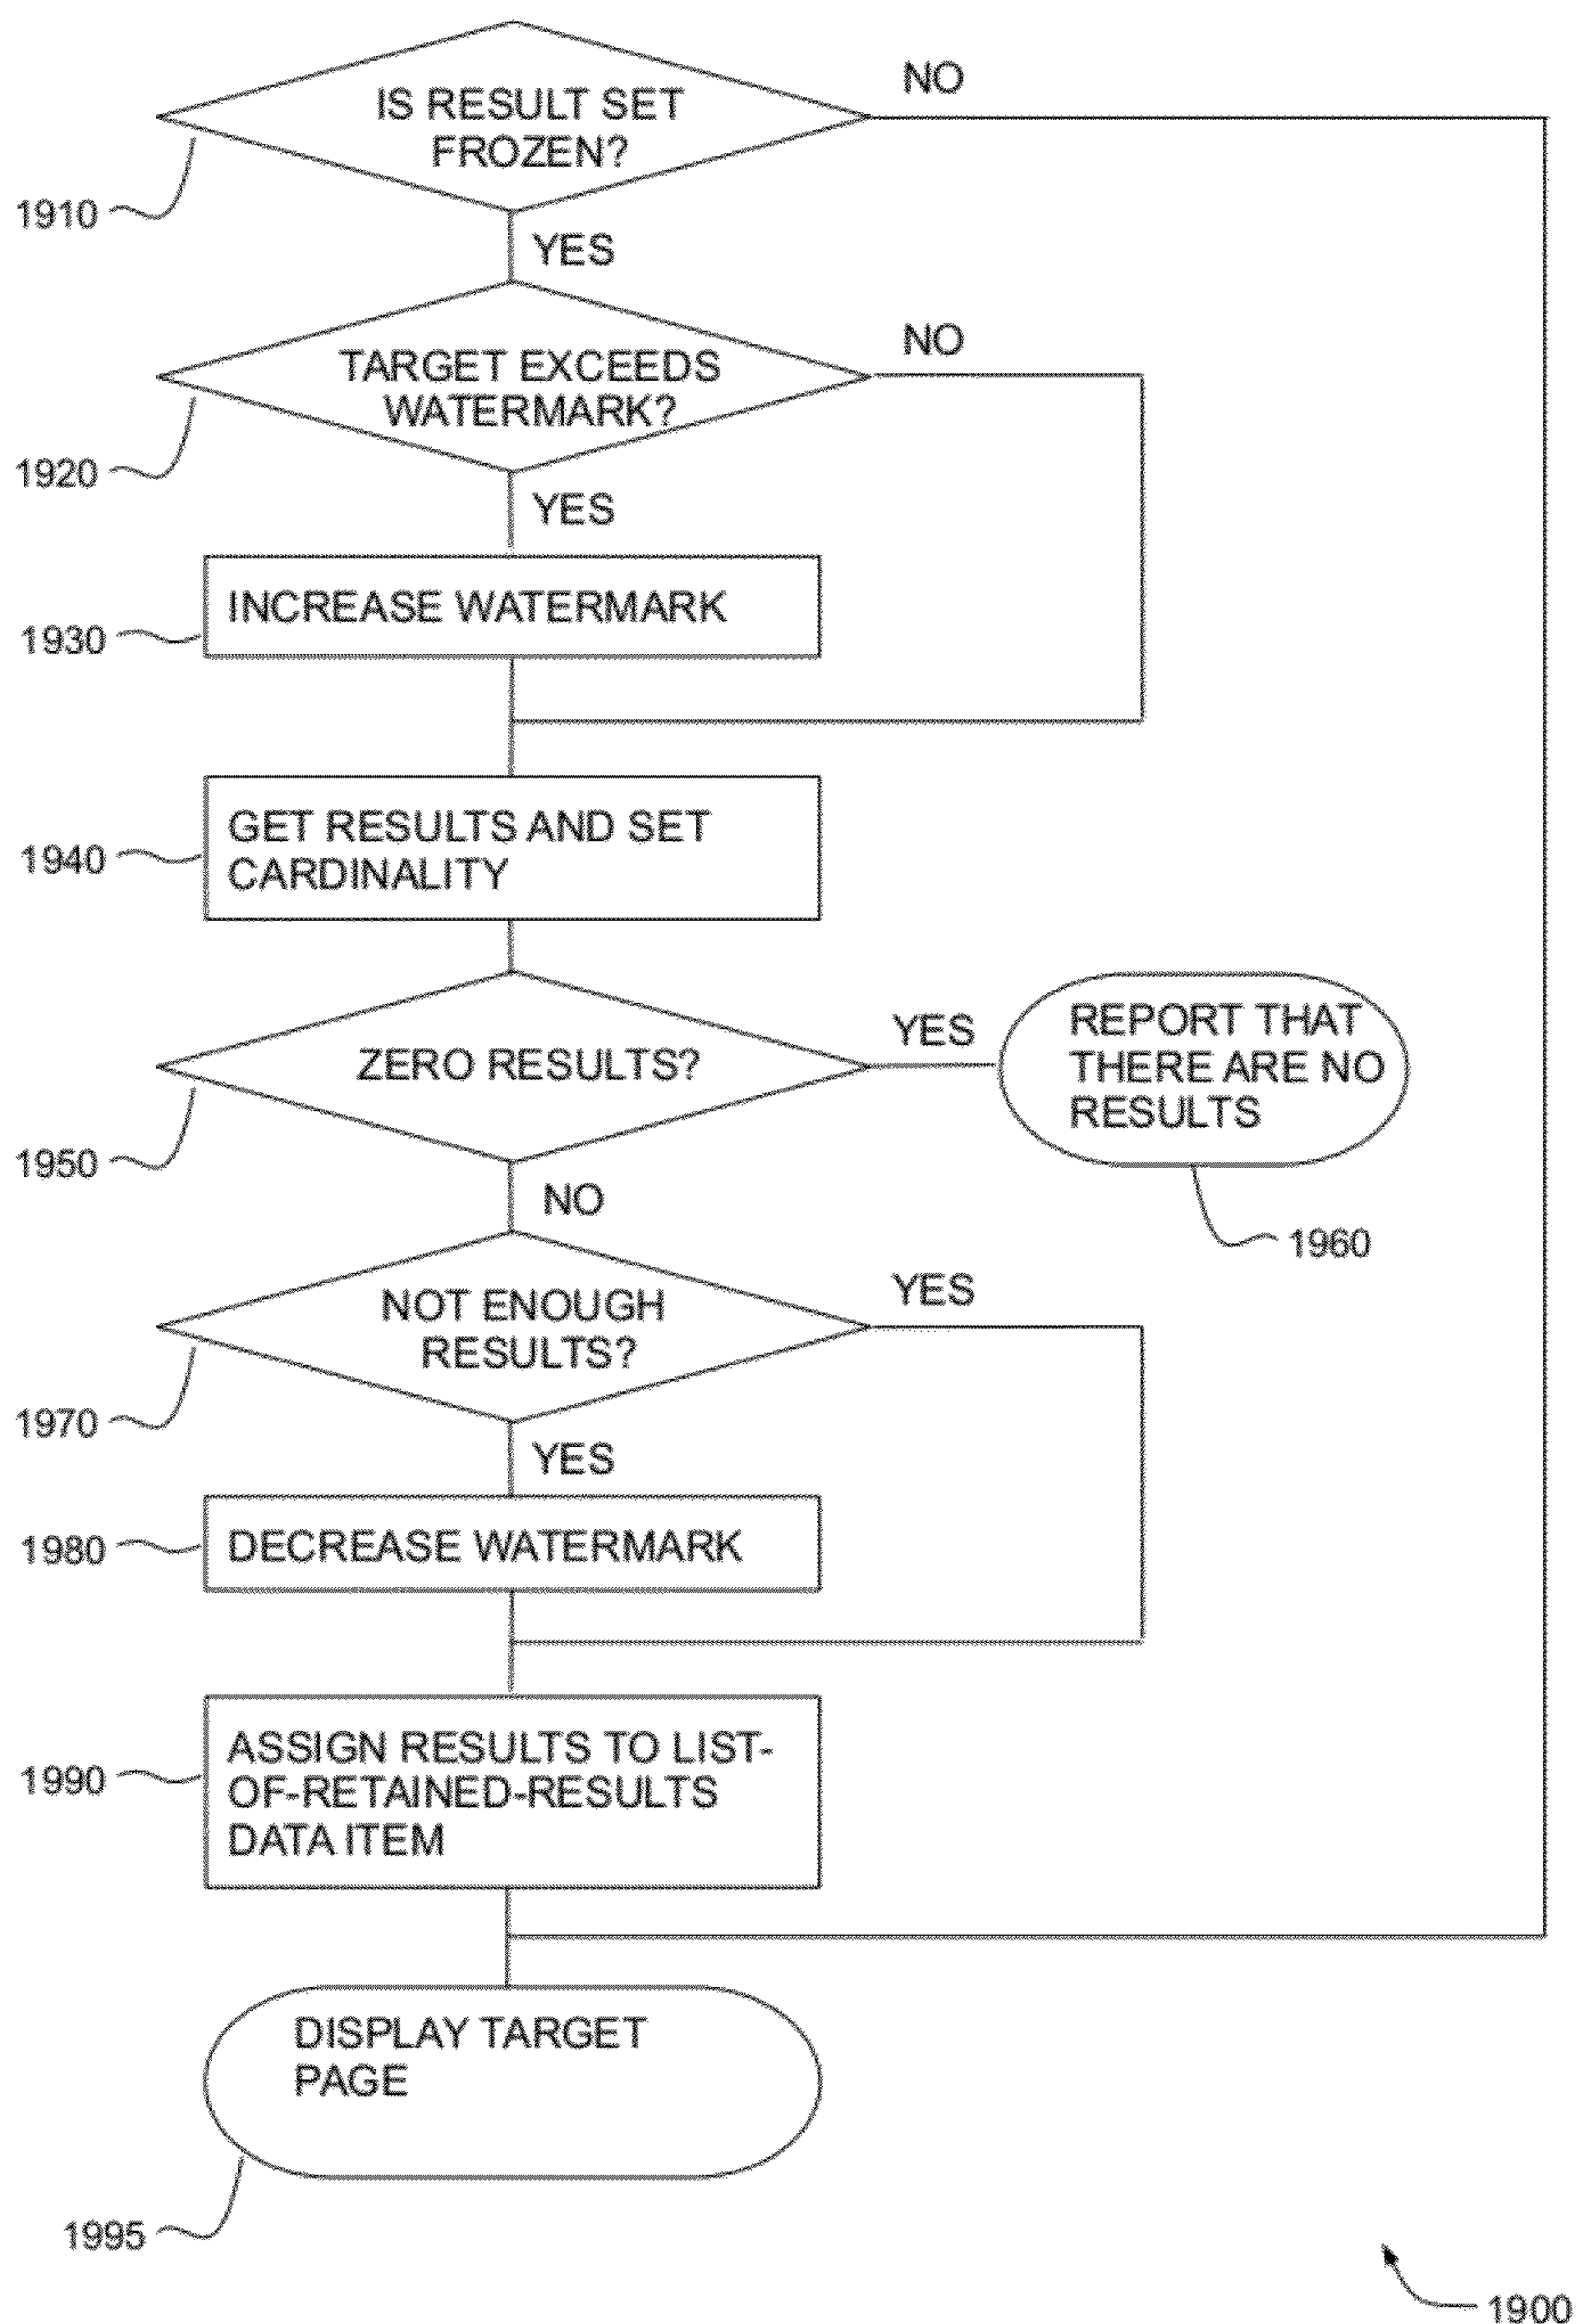 IS RESULT SET
FROZEN?
NO
1910
YES
TARGET EXCEEDS
WATERMARK?
NO
1920
YES
INCREASE WATERMARK
1930
GET RESULTS AND SET
CARDINALITY
1940
ZERO RESULTS?
YES
REPORT THAT
THERE ARE NO
RESULTS
1950
NO
1960
NOT ENOUGH
RESULTS?
YES
1970
YES
DECREASE WATERMARK
1980
ASSIGN RESULTS TO LIST-
OF-RETAINED-RESULTS
DATA ITEM
1990
DISPLAY TARGET
PAGE
1995
1900